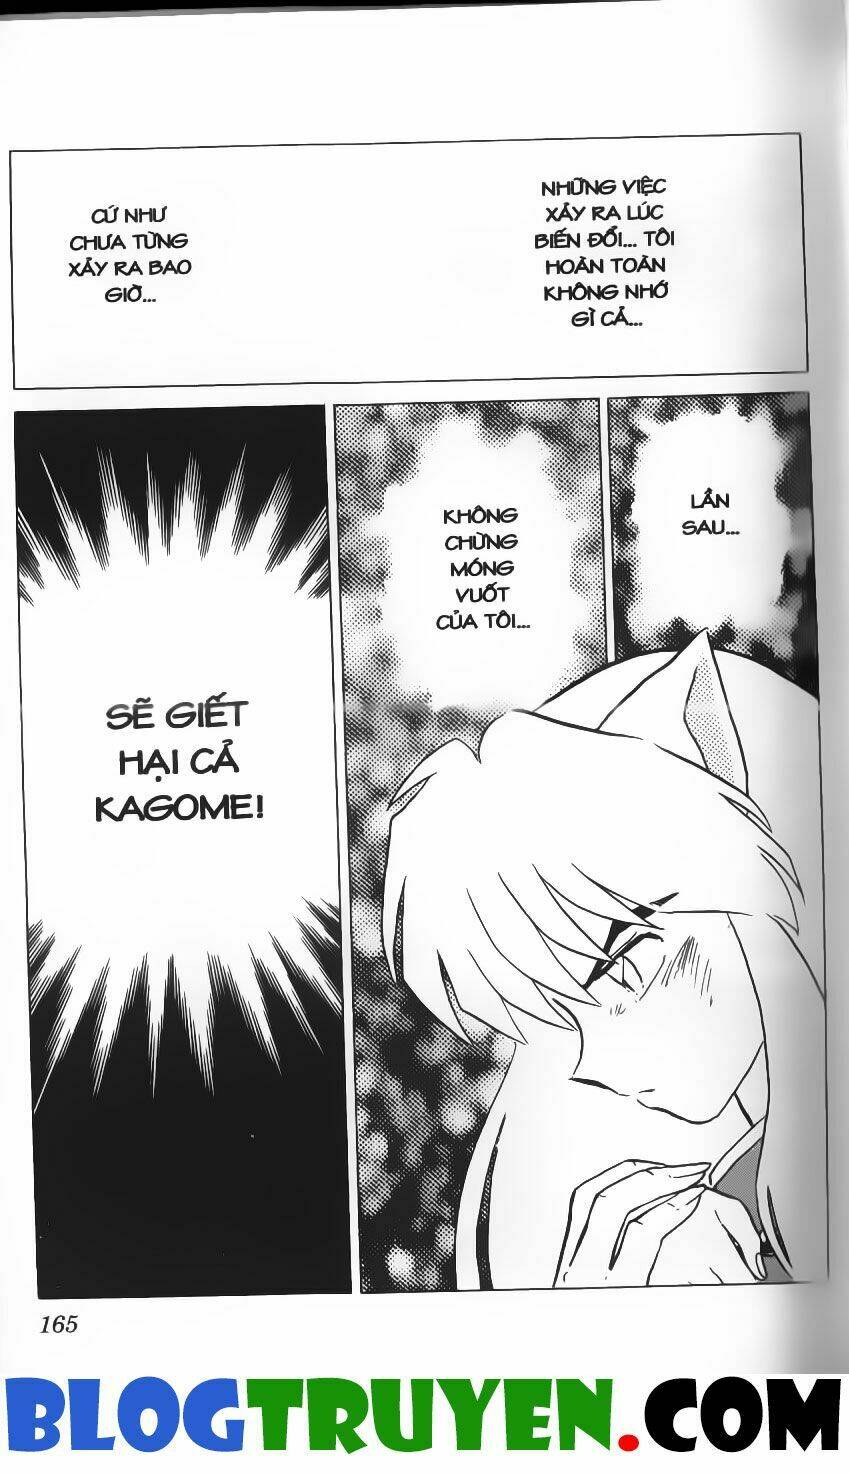 NHỮNG VIỆC
XẢY RA LÚC
BIẾN ĐỔI... TÔI
HOÀN TOÀN
KHÔNG NHỚ
GÌ CẢ...
CỨ NHƯ
CHƯA TỪNG
XẢY RA BAO
GIỜ...
LẦN
SAU...
KHÔNG
CHỪNG
MÓNG
VUỐT
CỦA TÔI...
SẼ GIẾT
HẠI CẢ
KAGOME!
165
BLOGTRUYEN.COM